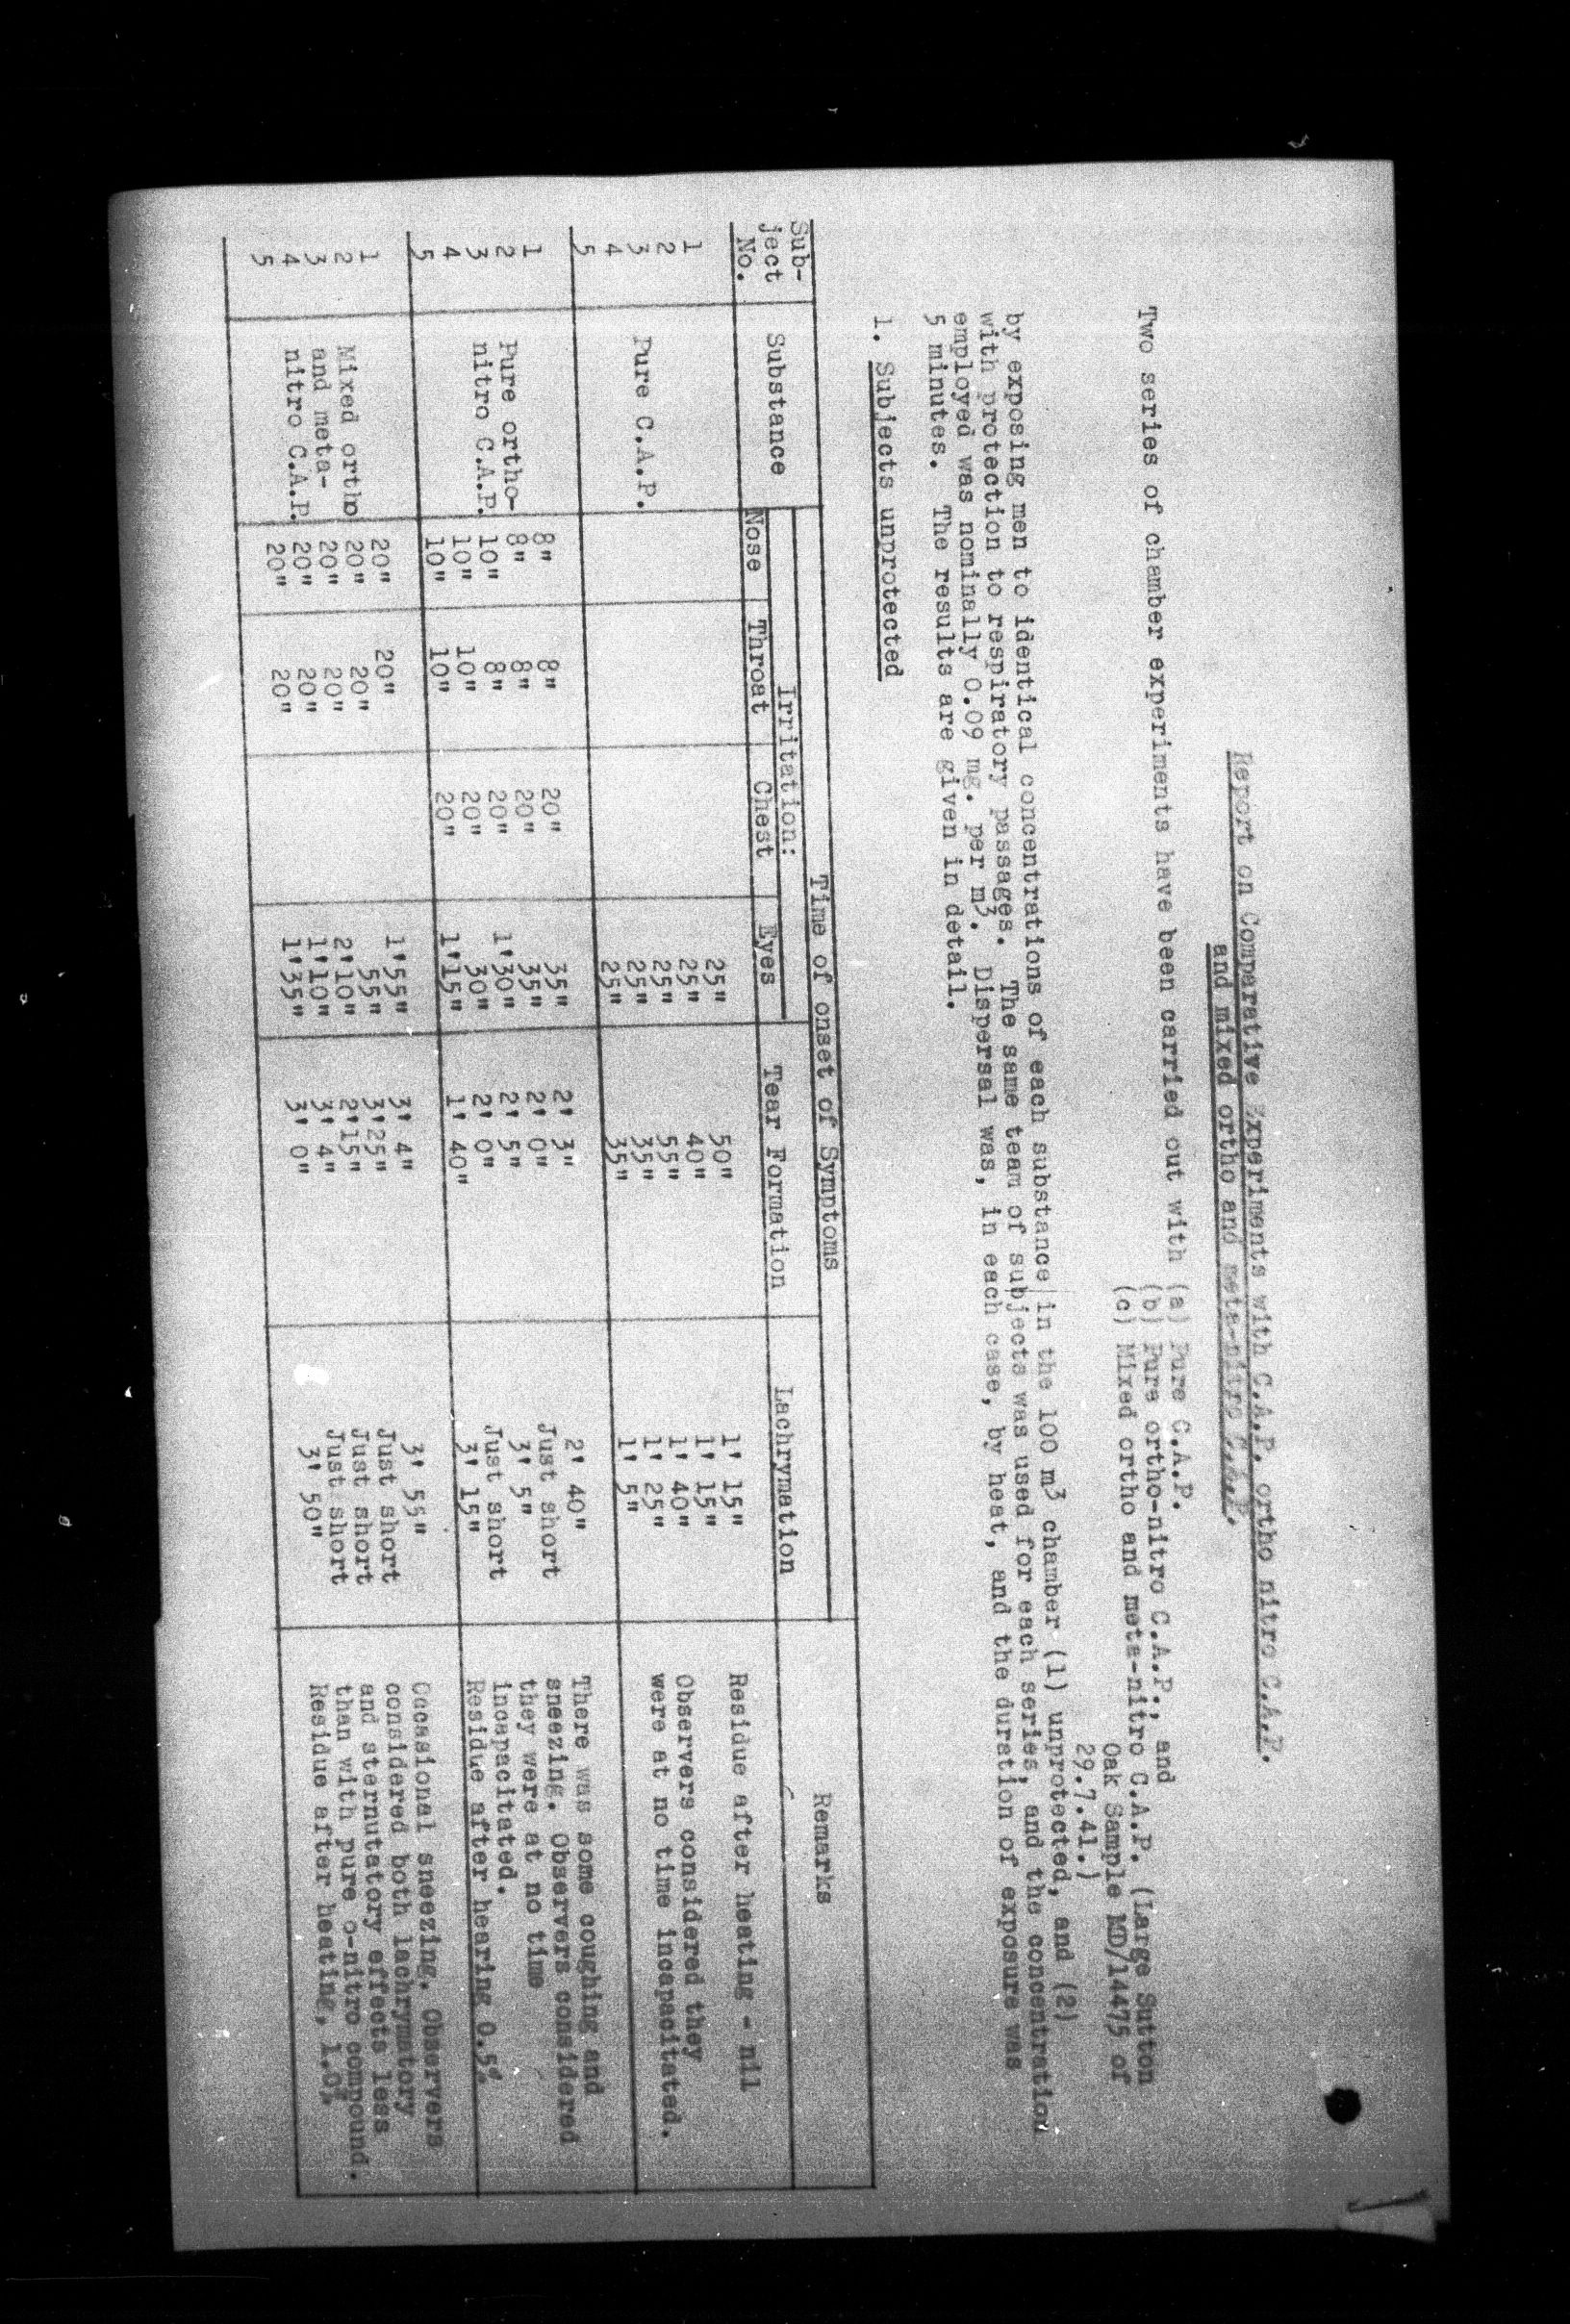 Report on Comparative Experiments with C.A.P. ortho nitro C.A.P.
and mixed ortho and meta-nitro C.A.P.
Two series of chamber experiments have been carried out with (a) Pure C.A.P.
(b) Pure ortho-nitro C.A.P.; and
(c) Mixed ortho and meta-nitro C.A.P. (Large Sutton
Oak Sample MD/14475 of
29.7.41.)
by exposing men to identical concentrations of each substance in the 100 m3 chamber (1) unprotected, and (2)
with protection to respiratory passages. The same team of subjects was used for each series, and the concentration
employed was nominally 0.09 mg. per m3. Dispersal was, in each case, by heat, and the duration of exposure was
5 minutes. The results are given in detail.
1. Subjects unprotected
Sub-
ject
No.
Substance
Time of onset of Symptoms
Remarks
Irritation:
Nose Throat Chest Eyes Tear Formation Lachrymation
1 25" 50" 1' 15" Residue after heating - nil
2 25" 40" 1' 15"
3 Pure C.A.P. 25" 55" 1' 40" Observers considered they
4 25" 35" 1' 25" were at no time incapacitated.
5 25" 35" 1' 5"
1 8" 8" 20" 35" 2' 3" 2' 40" There was some coughing and
2 Pure ortho- 8" 8" 20" 35" 2' 0" Just short sneezing. Observers considered
3 nitro C.A.P. 10" 8" 20" 1'30" 2' 5" 3' 5" they were at no time
4 10" 10" 20" 30" 2' 0" Just short incapacitated.
5 10" 10" 20" 1'15" 1' 40" 3' 15" Residue after hearing 0.5%
1 20" 20" 1'55" 3' 4" 3' 55" Occasional sneezing. Observers
2 Mixed ortho 20" 20" 55" 3'25" Just short considered both lachrymatory
3 and meta- 20" 20" 2'10" 2'15" Just short and sternutatory effects less
4 nitro C.A.P. 20" 20" 1'10" 3' 4" Just short than with pure o-nitro compound.
5 20" 20" 1'35" 3' 0" 3' 50" Residue after heating, 1.0%